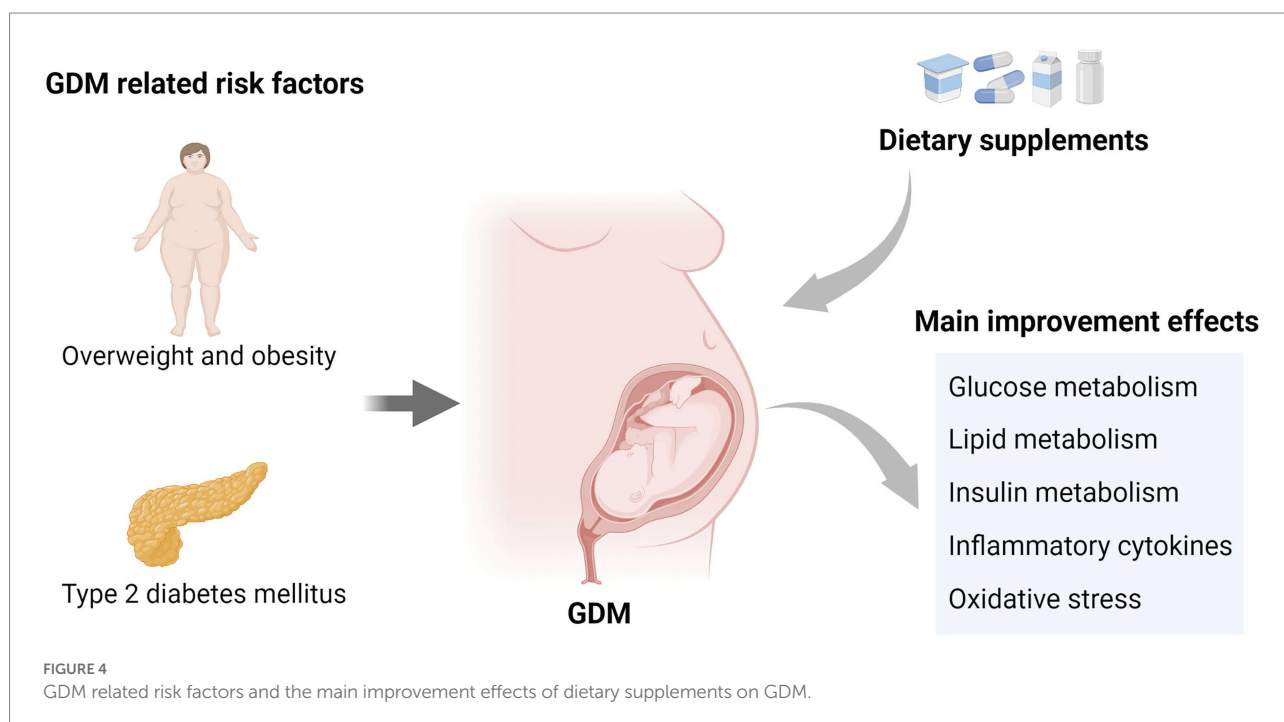 GDM related risk factors
Overweight and obesity
Type 2 diabetes mellitus
GDM
Dietary supplements
Main improvement effects
Glucose metabolism
Lipid metabolism
Insulin metabolism
Inflammatory cytokines
Oxidative stress
FIGURE 4
GDM related risk factors and the main improvement effects of dietary supplements on GDM.